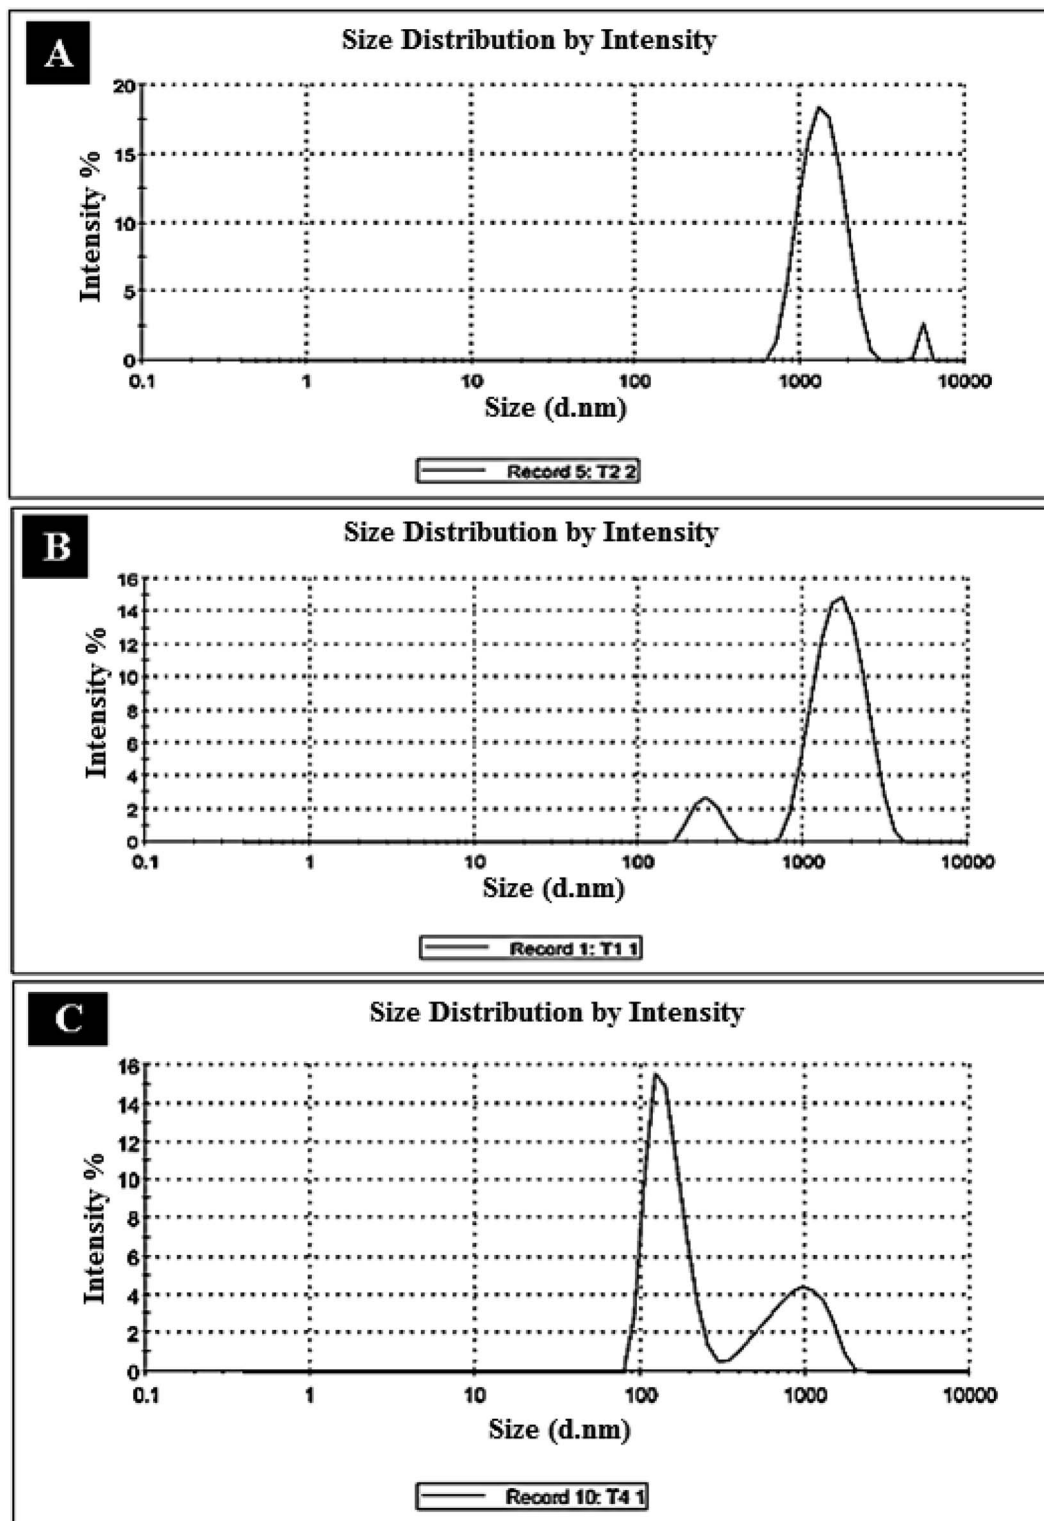 A
Size Distribution by Intensity
Intensity %
20
15
10
5
0
0.1 1 10 100 1000 10000
Size (d.nm)
Record 5: T2 2
B
Size Distribution by Intensity
Intensity %
16
14
12
10
8
6
4
2
0
0.1 1 10 100 1000 10000
Size (d.nm)
Record 1: T1 1
C
Size Distribution by Intensity
Intensity %
16
14
12
10
8
6
4
2
0
0.1 1 10 100 1000 10000
Size (d.nm)
Record 10: T4 1